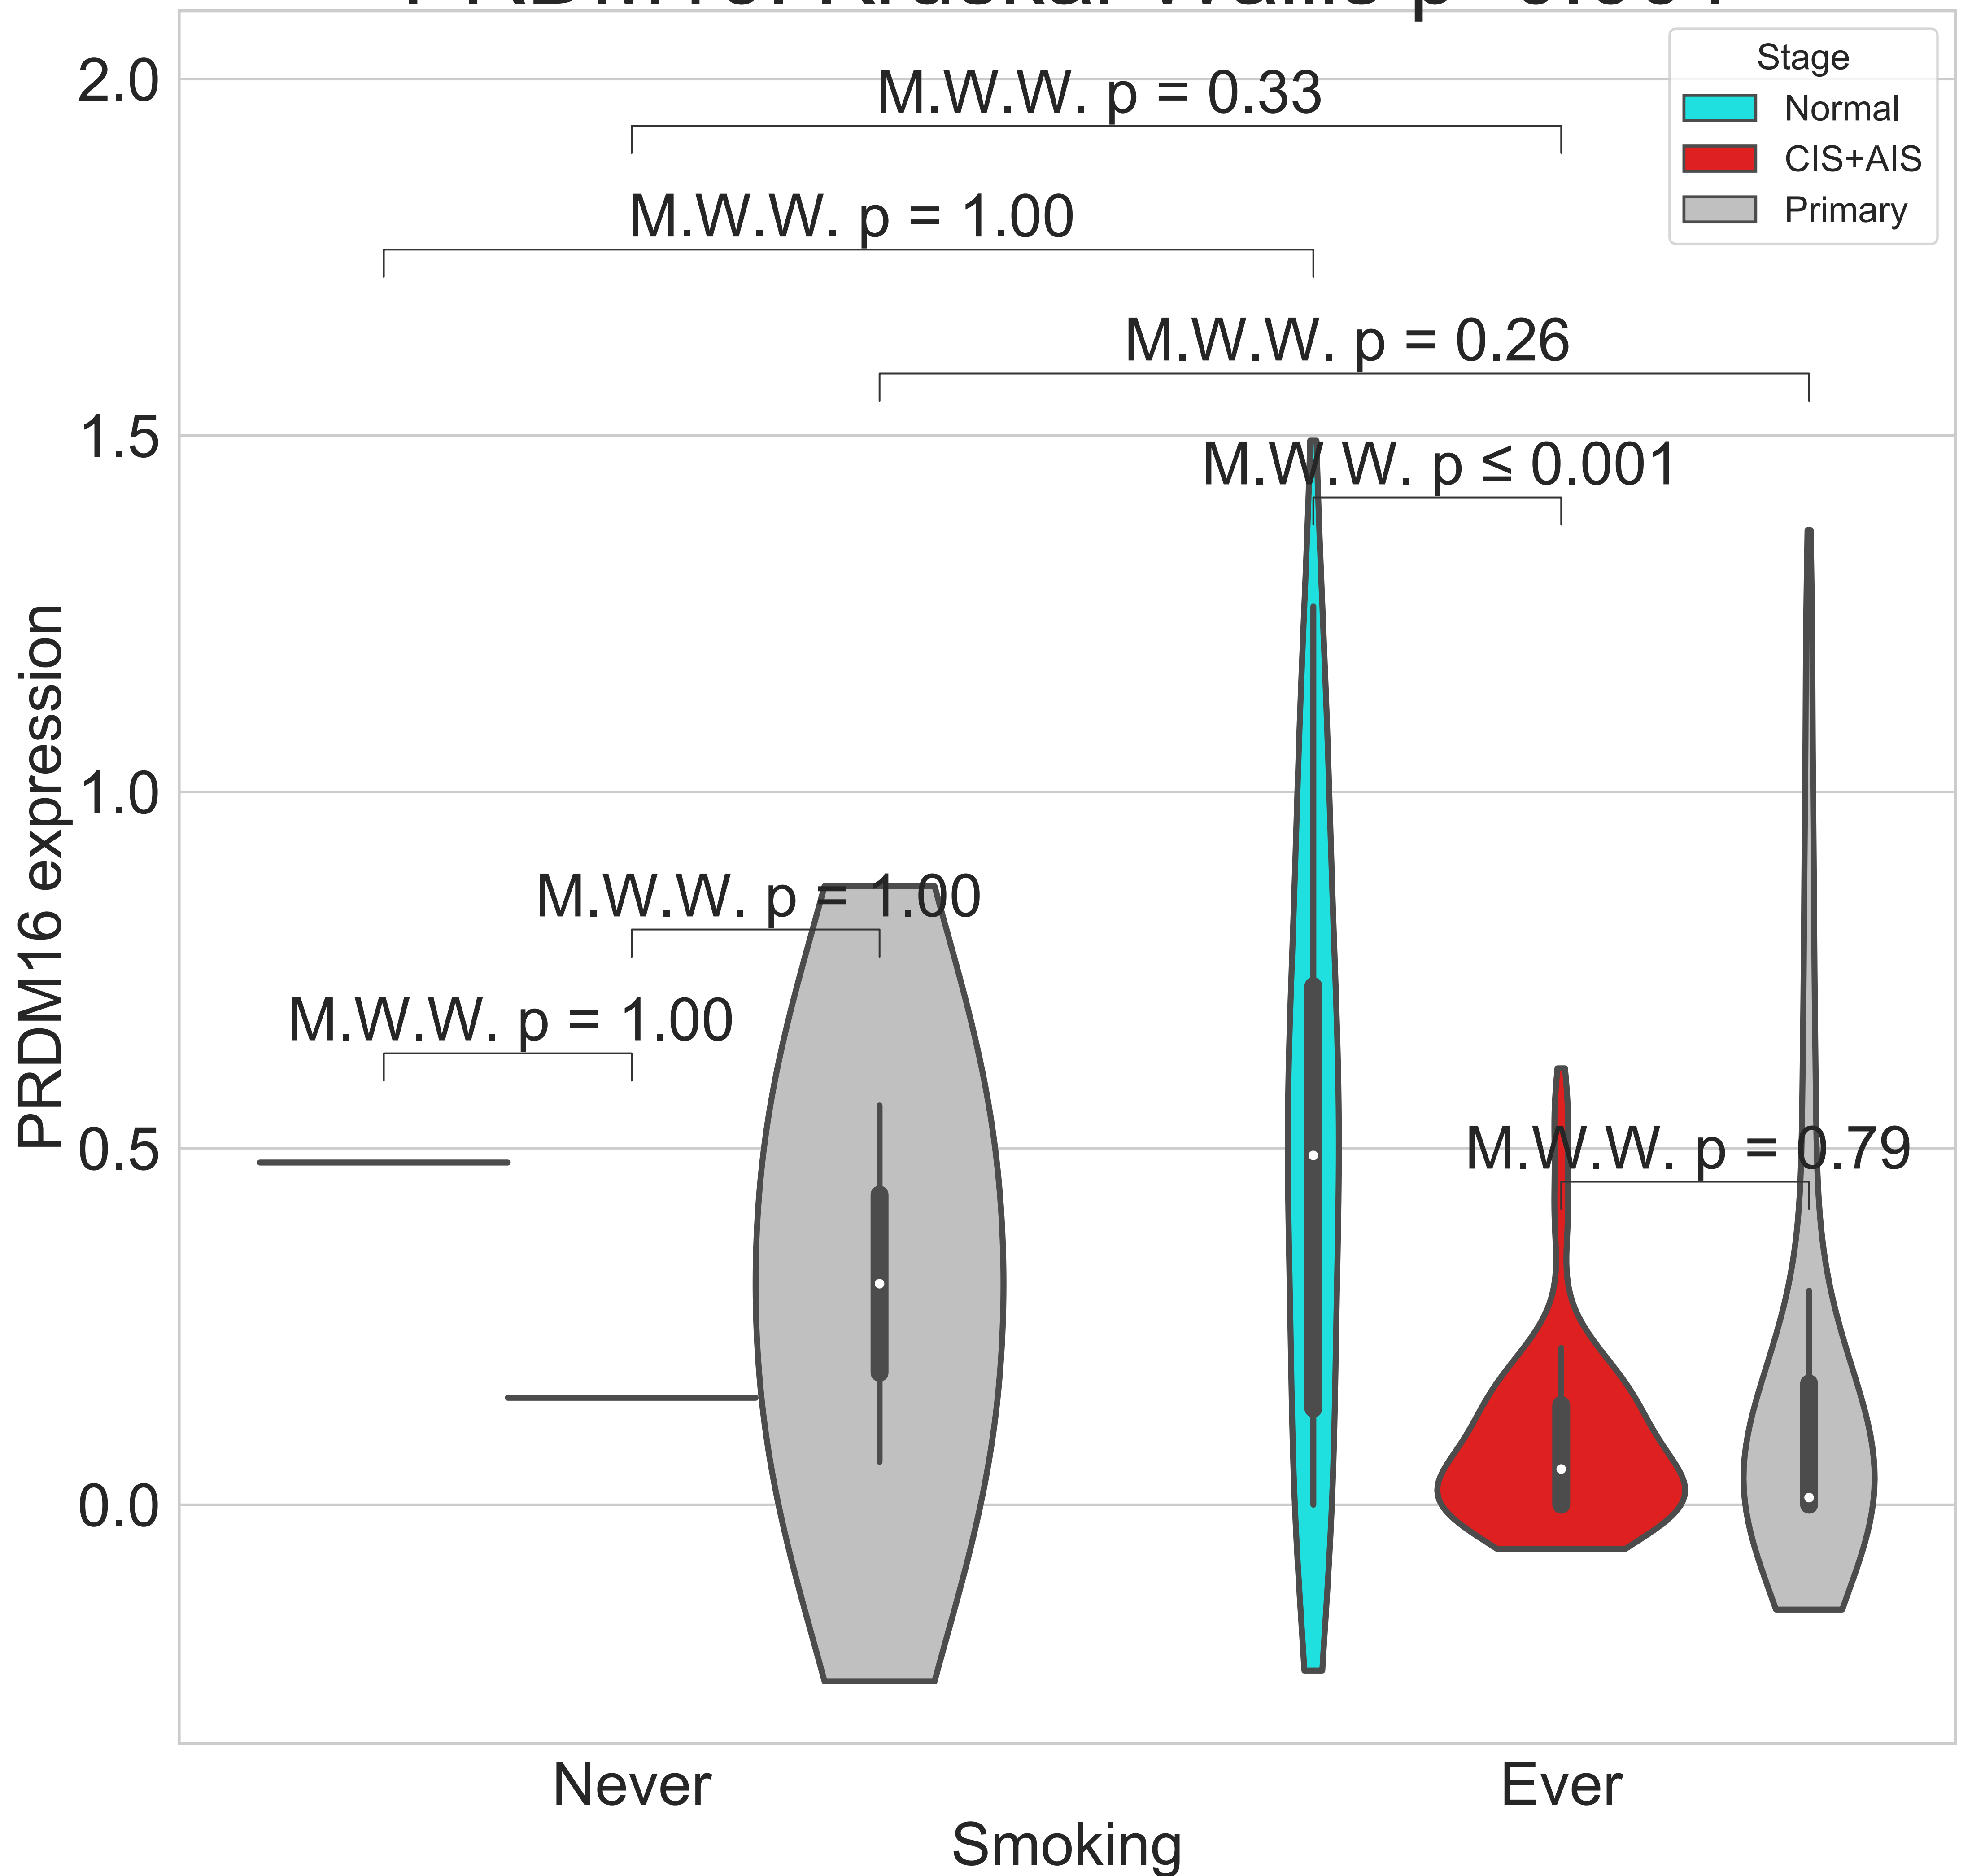 2.0
1.5
1.0
0.5
0.0
PRDM16 expression
M.W.W. p = 0.33
M.W.W. p = 1.00
M.W.W. p = 0.26
M.W.W. p ≤ 0.001
M.W.W. p = 1.00
M.W.W. p = 1.00
M.W.W. p = 0.79
Stage
Normal
CIS+AIS
Primary
Never
Ever
Smoking